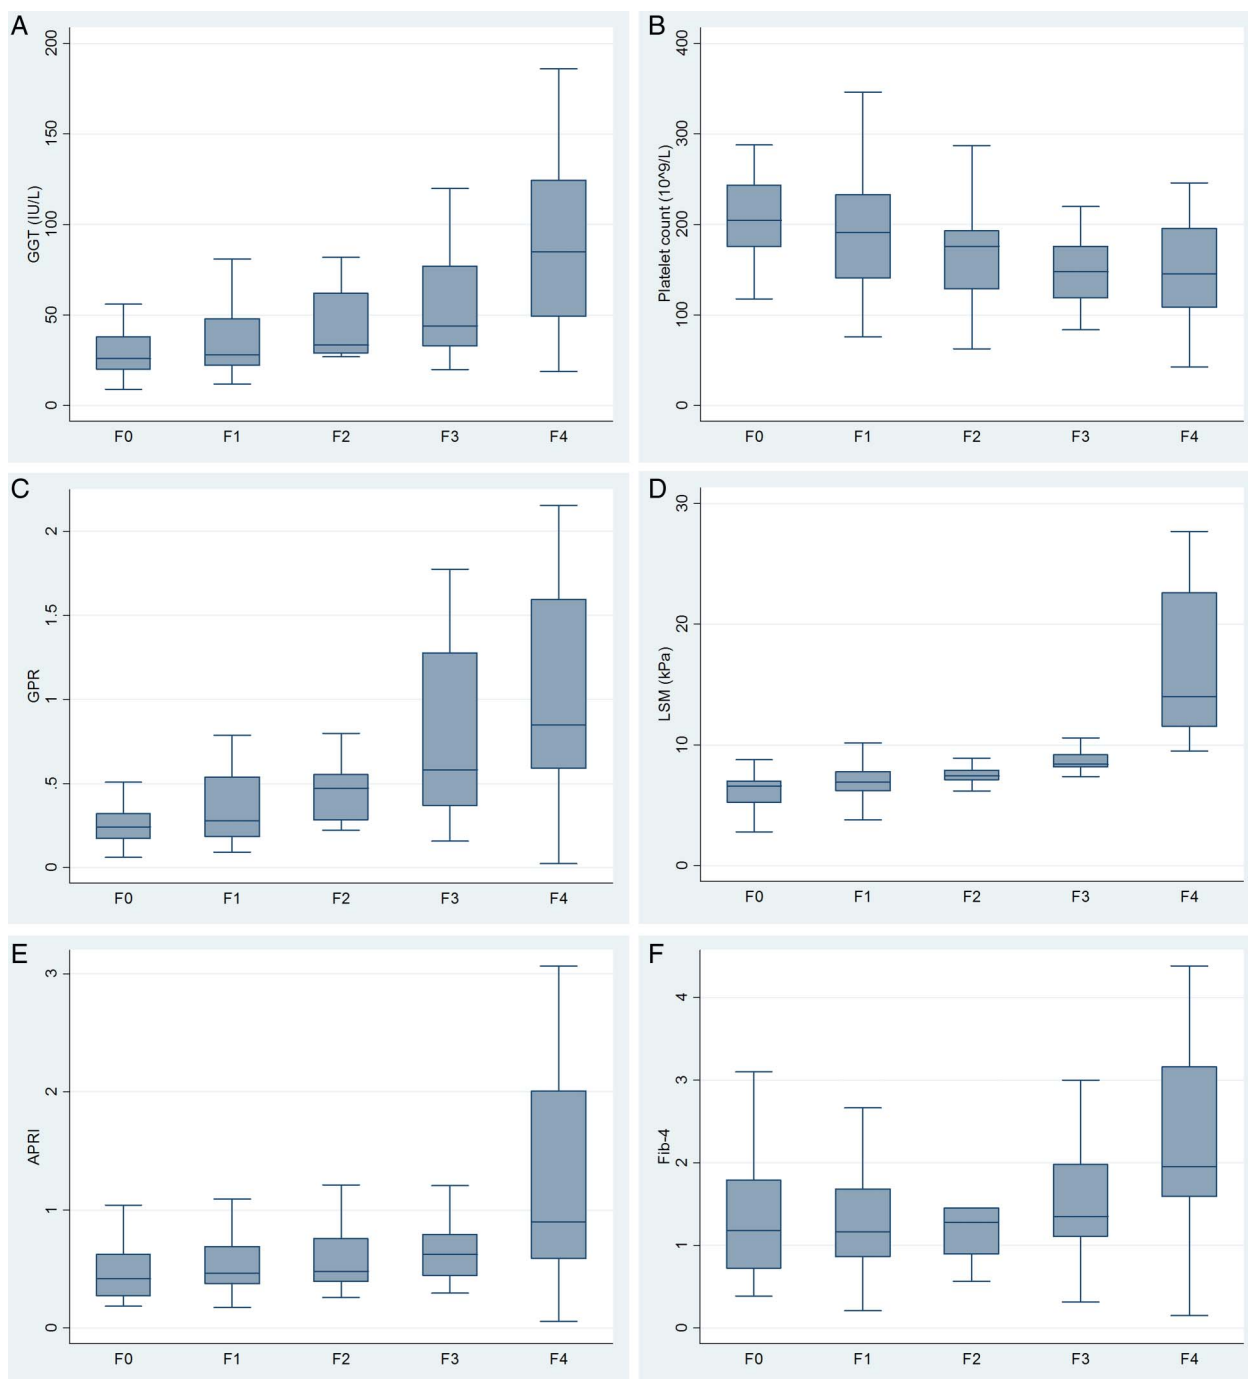 A
GGT (IU/L)
200
150
100
50
0
F0 F1 F2 F3 F4
B
Platelet count (10^9/L)
400
300
200
100
0
F0 F1 F2 F3 F4
C
GPR
2
1.5
1
.5
0
F0 F1 F2 F3 F4
D
LSM (kPa)
30
20
10
0
F0 F1 F2 F3 F4
E
APRI
3
2
1
0
F0 F1 F2 F3 F4
F
Fib-4
4
3
2
1
0
F0 F1 F2 F3 F4